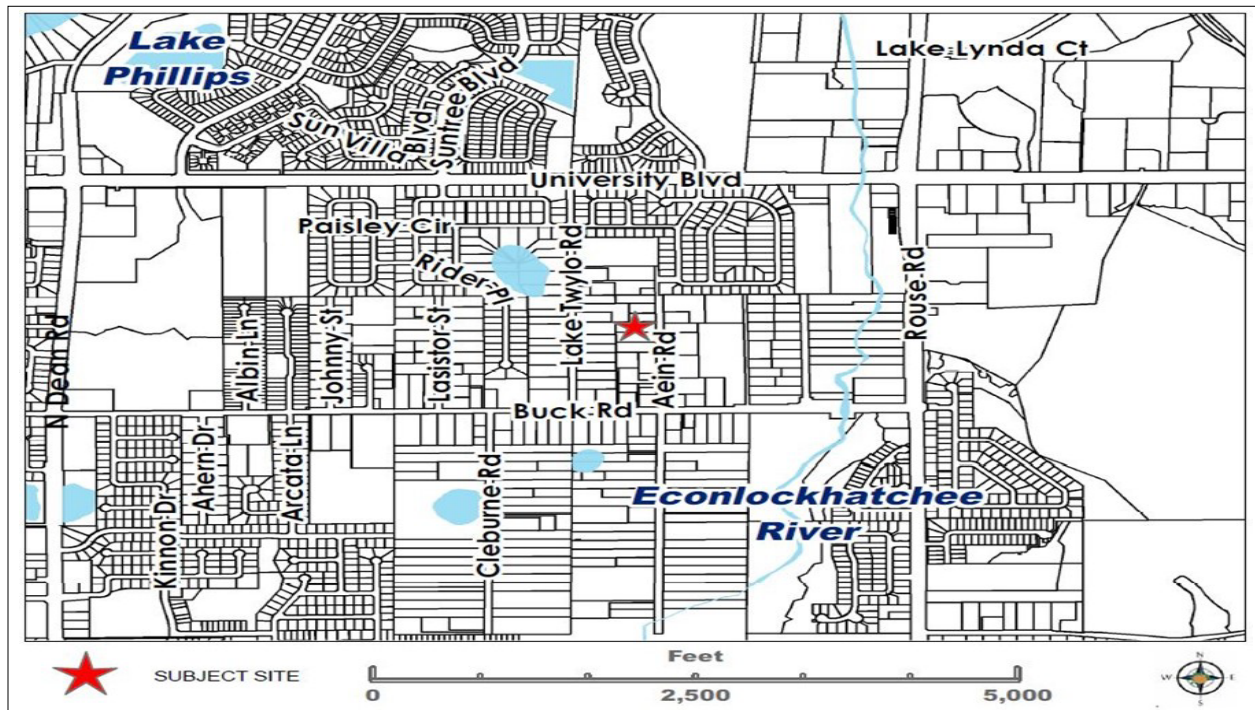 Lake
Phillips
Lake Lynda Ct
Sun Villa Blvd
Suntree Blvd
University Blvd
Paisley Cir
Rider Pl
Lake Twylo Rd
Rouse Rd
N Dean Rd
Albin Ln
Johnny St
Lasistor St
Aein Rd
Buck Rd
Ahern Dr
Arcata Ln
Kinnon Dr
Cleburne Rd
Econlockhatchee
River
SUBJECT SITE
Feet
0
2,500
5,000
N
W
E
S